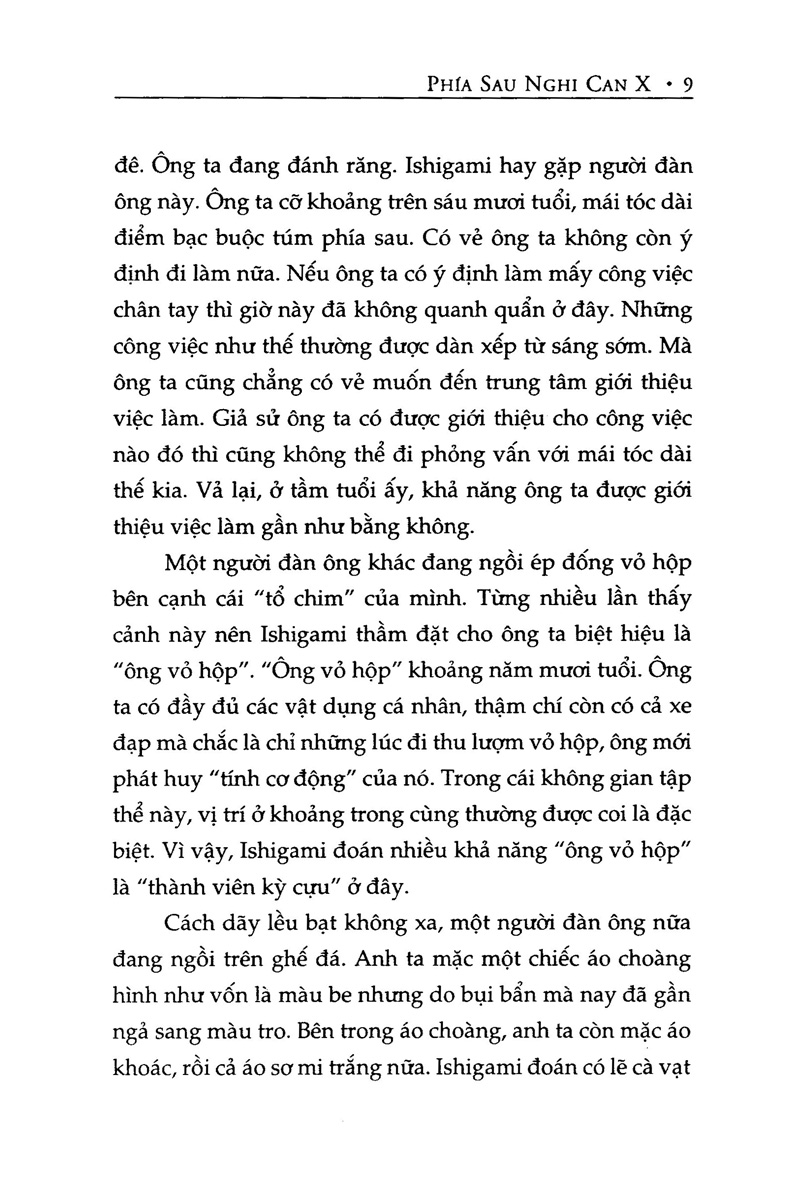 PHÍA SAU NGHI CAN X • 9
đê. Ông ta đang đánh răng. Ishigami hay gặp người đàn
ông này. Ông ta cỡ khoảng trên sáu mươi tuổi, mái tóc dài
điểm bạc buộc túm phía sau. Có vẻ ông ta không còn ý
định đi làm nữa. Nếu ông ta có ý định làm mấy công việc
chân tay thì giờ này đã không quanh quẩn ở đây. Những
công việc như thế thường được dàn xếp từ sáng sớm. Mà
ông ta cũng chẳng có vẻ muốn đến trung tâm giới thiệu
việc làm. Giả sử ông ta có được giới thiệu cho công việc
nào đó thì cũng không thể đi phỏng vấn với mái tóc dài
thế kia. Vả lại, ở tầm tuổi ấy, khả năng ông ta được giới
thiệu việc làm gần như bằng không.
Một người đàn ông khác đang ngồi ép đống vỏ hộp
bên cạnh cái "tổ chim" của mình. Từng nhiều lần thấy
cảnh này nên Ishigami thầm đặt cho ông ta biệt hiệu là
"ông vỏ hộp". "Ông vỏ hộp" khoảng năm mươi tuổi. Ông
ta có đầy đủ các vật dụng cá nhân, thậm chí còn có cả xe
đạp mà chắc là chỉ những lúc đi thu lượm vỏ hộp, ông mới
phát huy "tính cơ động" của nó. Trong cái không gian tập
thể này, vị trí ở khoảng trong cùng thường được coi là đặc
biệt. Vì vậy, Ishigami đoán nhiều khả năng "ông vỏ hộp"
là "thành viên kỳ cựu" ở đây.
Cách dãy lều bạt không xa, một người đàn ông nữa
đang ngồi trên ghế đá. Anh ta mặc một chiếc áo choàng
hình như vốn là màu be nhưng do bụi bẩn mà nay đã gần
ngả sang màu tro. Bên trong áo choàng, anh ta còn mặc áo
khoác, rồi cả áo sơ mi trắng nữa. Ishigami đoán có lẽ cà vạt